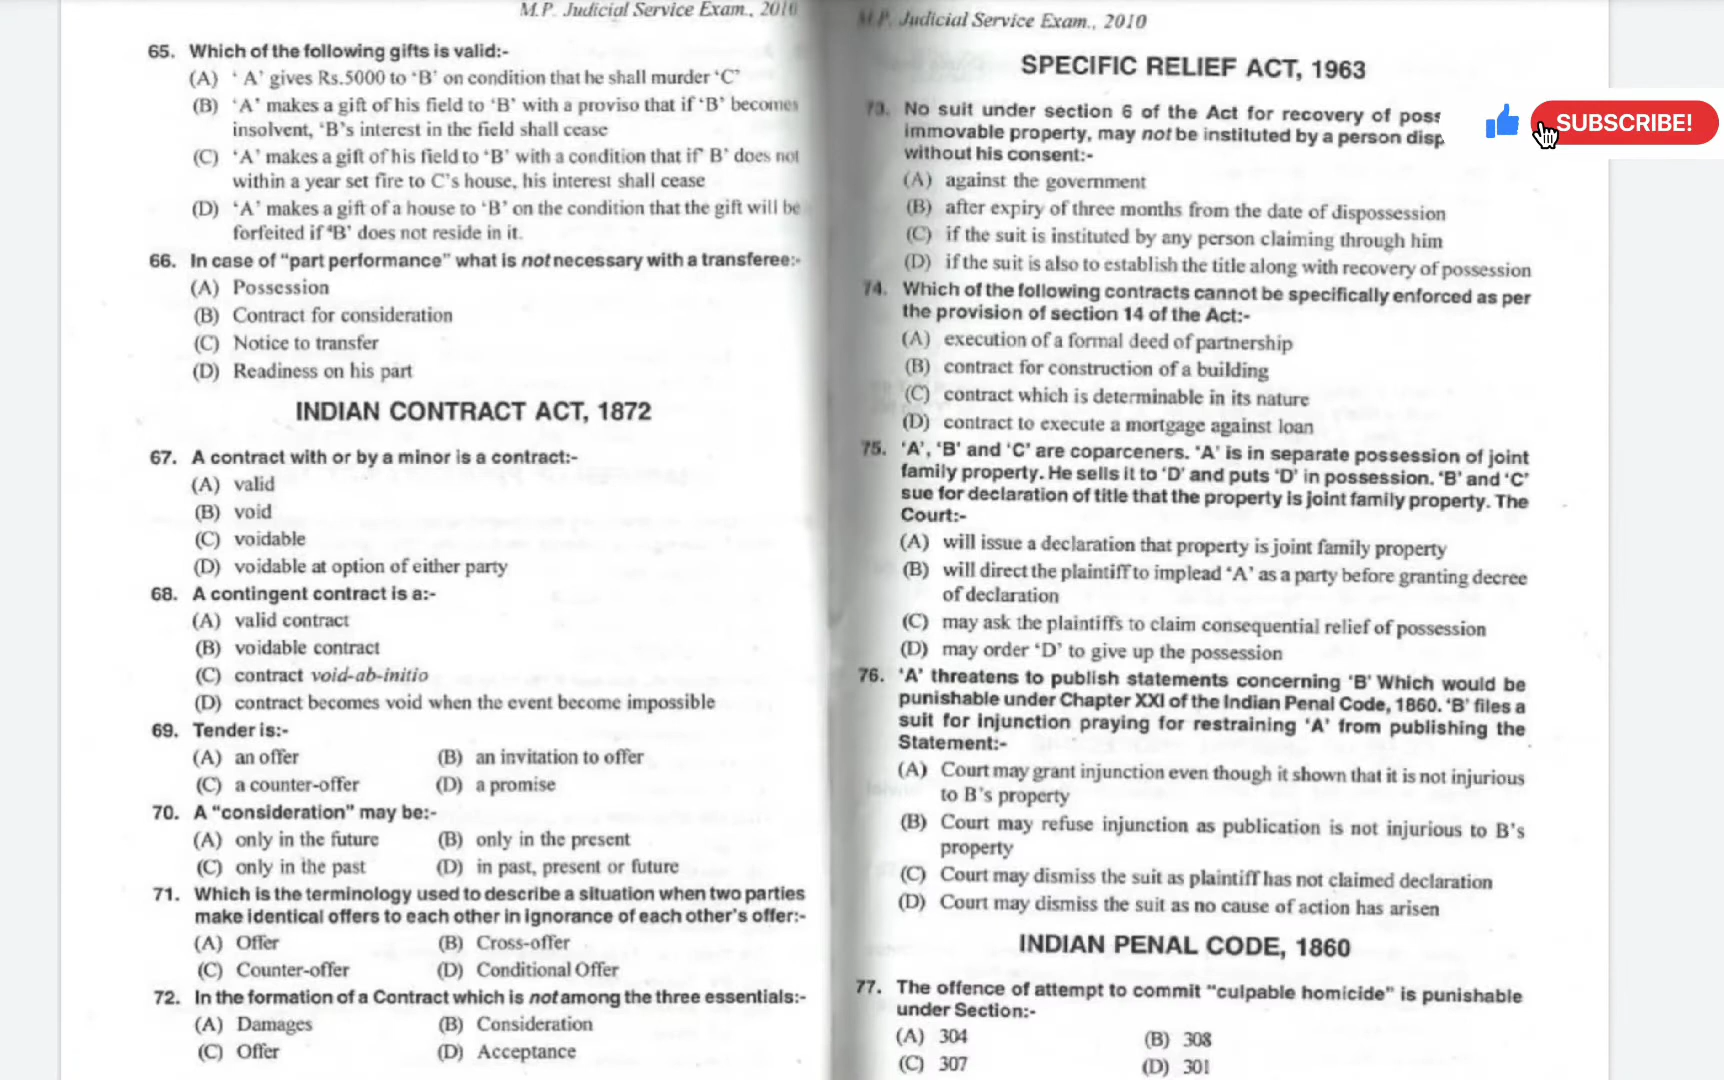 M.P. Judicial Service Exam., 2010
65. Which of the following gifts is valid:-
(A) ‘ A’ gives Rs.5000 to ‘B’ on condition that he shall murder ‘C’
(B) ‘A’ makes a gift of his field to ‘B’ with a proviso that if ‘B’ becomes
insolvent, ‘B’s interest in the field shall cease
(C) ‘A’ makes a gift of his field to ‘B’ with a condition that if B’ does not
within a year set fire to C’s house, his interest shall cease
(D) ‘A’ makes a gift of a house to ‘B’ on the condition that the gift will be
forfeited if ‘B’ does not reside in it.
66. In case of “part performance” what is not necessary with a transferee:-
(A) Possession
(B) Contract for consideration
(C) Notice to transfer
(D) Readiness on his part
INDIAN CONTRACT ACT, 1872
67. A contract with or by a minor is a contract:-
(A) valid
(B) void
(C) voidable
(D) voidable at option of either party
68. A contingent contract is a:-
(A) valid contract
(B) voidable contract
(C) contract void-ab-initio
(D) contract becomes void when the event become impossible
69. Tender is:-
(A) an offer (B) an invitation to offer
(C) a counter-offer (D) a promise
70. A “consideration” may be:-
(A) only in the future (B) only in the present
(C) only in the past (D) in past, present or future
71. Which is the terminology used to describe a situation when two parties
make identical offers to each other in ignorance of each other’s offer:-
(A) Offer (B) Cross-offer
(C) Counter-offer (D) Conditional Offer
72. In the formation of a Contract which is not among the three essentials:-
(A) Damages (B) Consideration
(C) Offer (D) Acceptance
M.P. Judicial Service Exam., 2010
SPECIFIC RELIEF ACT, 1963
73. No suit under section 6 of the Act for recovery of poss
immovable property, may not be instituted by a person disp
without his consent:-
(A) against the government
(B) after expiry of three months from the date of dispossession
(C) if the suit is instituted by any person claiming through him
(D) if the suit is also to establish the title along with recovery of possession
74. Which of the following contracts cannot be specifically enforced as per
the provision of section 14 of the Act:-
(A) execution of a formal deed of partnership
(B) contract for construction of a building
(C) contract which is determinable in its nature
(D) contract to execute a mortgage against loan
75. ‘A’, ‘B’ and ‘C’ are coparceners. ‘A’ is in separate possession of joint
family property. He sells it to ‘D’ and puts ‘D’ in possession. ‘B’ and ‘C’
sue for declaration of title that the property is joint family property. The
Court:-
(A) will issue a declaration that property is joint family property
(B) will direct the plaintiff to implead ‘A’ as a party before granting decree
of declaration
(C) may ask the plaintiffs to claim consequential relief of possession
(D) may order ‘D’ to give up the possession
76. ‘A’ threatens to publish statements concerning ‘B’ Which would be
punishable under Chapter XXI of the Indian Penal Code, 1860. ‘B’ files a
suit for injunction praying for restraining ‘A’ from publishing the
Statement:-
(A) Court may grant injunction even though it shown that it is not injurious
to B’s property
(B) Court may refuse injunction as publication is not injurious to B’s
property
(C) Court may dismiss the suit as plaintiff has not claimed declaration
(D) Court may dismiss the suit as no cause of action has arisen
INDIAN PENAL CODE, 1860
77. The offence of attempt to commit “culpable homicide” is punishable
under Section:-
(A) 304 (B) 308
(C) 307 (D) 301
SUBSCRIBE!